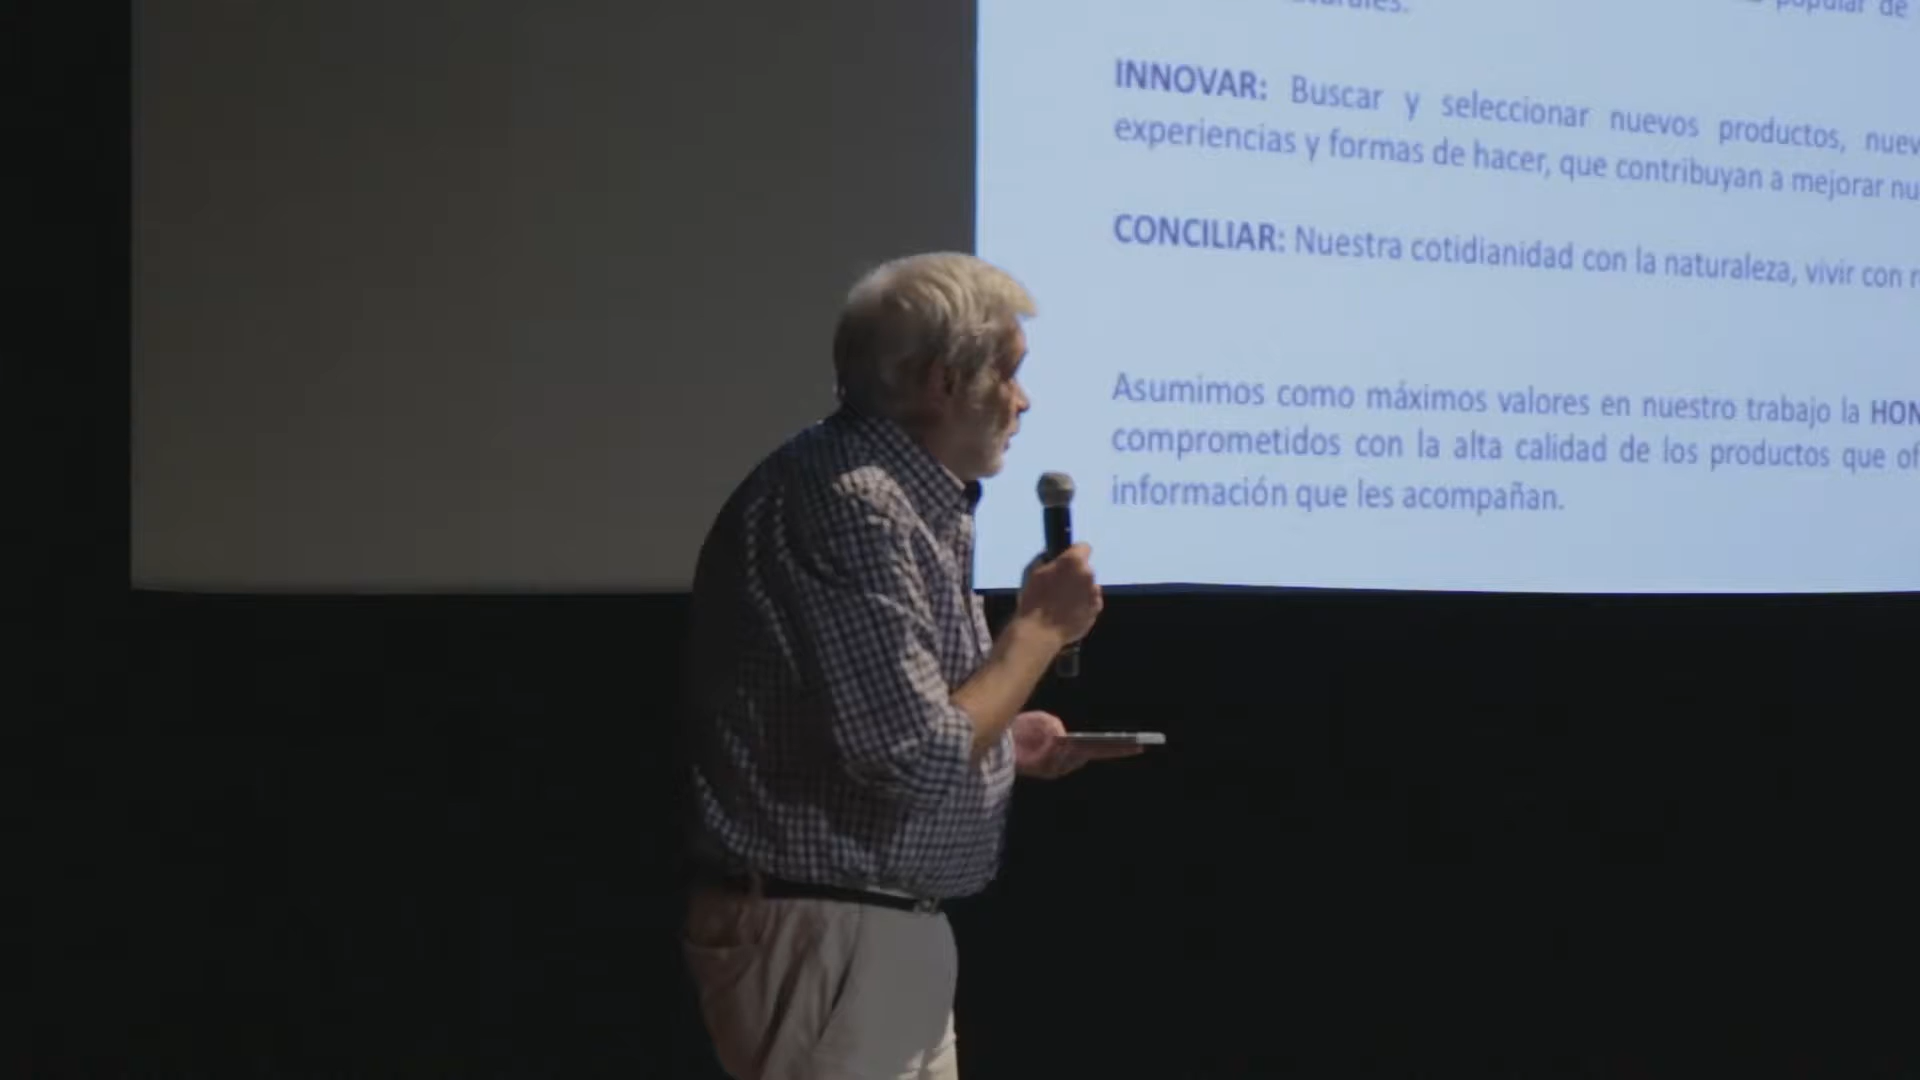 popular de
INNOVAR: Buscar y seleccionar nuevos productos,
experiencias y formas de hacer, que contribuyan a mejorar
CONCILIAR: Nuestra cotidianidad con la naturaleza, vivir con
Asumimos como máximos valores en nuestro trabajo la
comprometidos con la alta calidad de los productos que
información que les acompañan.